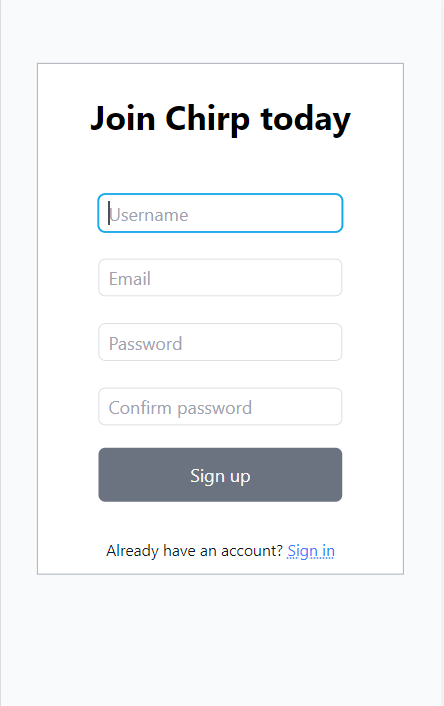 Join Chirp today
Username
Email
Password
Confirm password
Sign up
Already have an account? Sign in